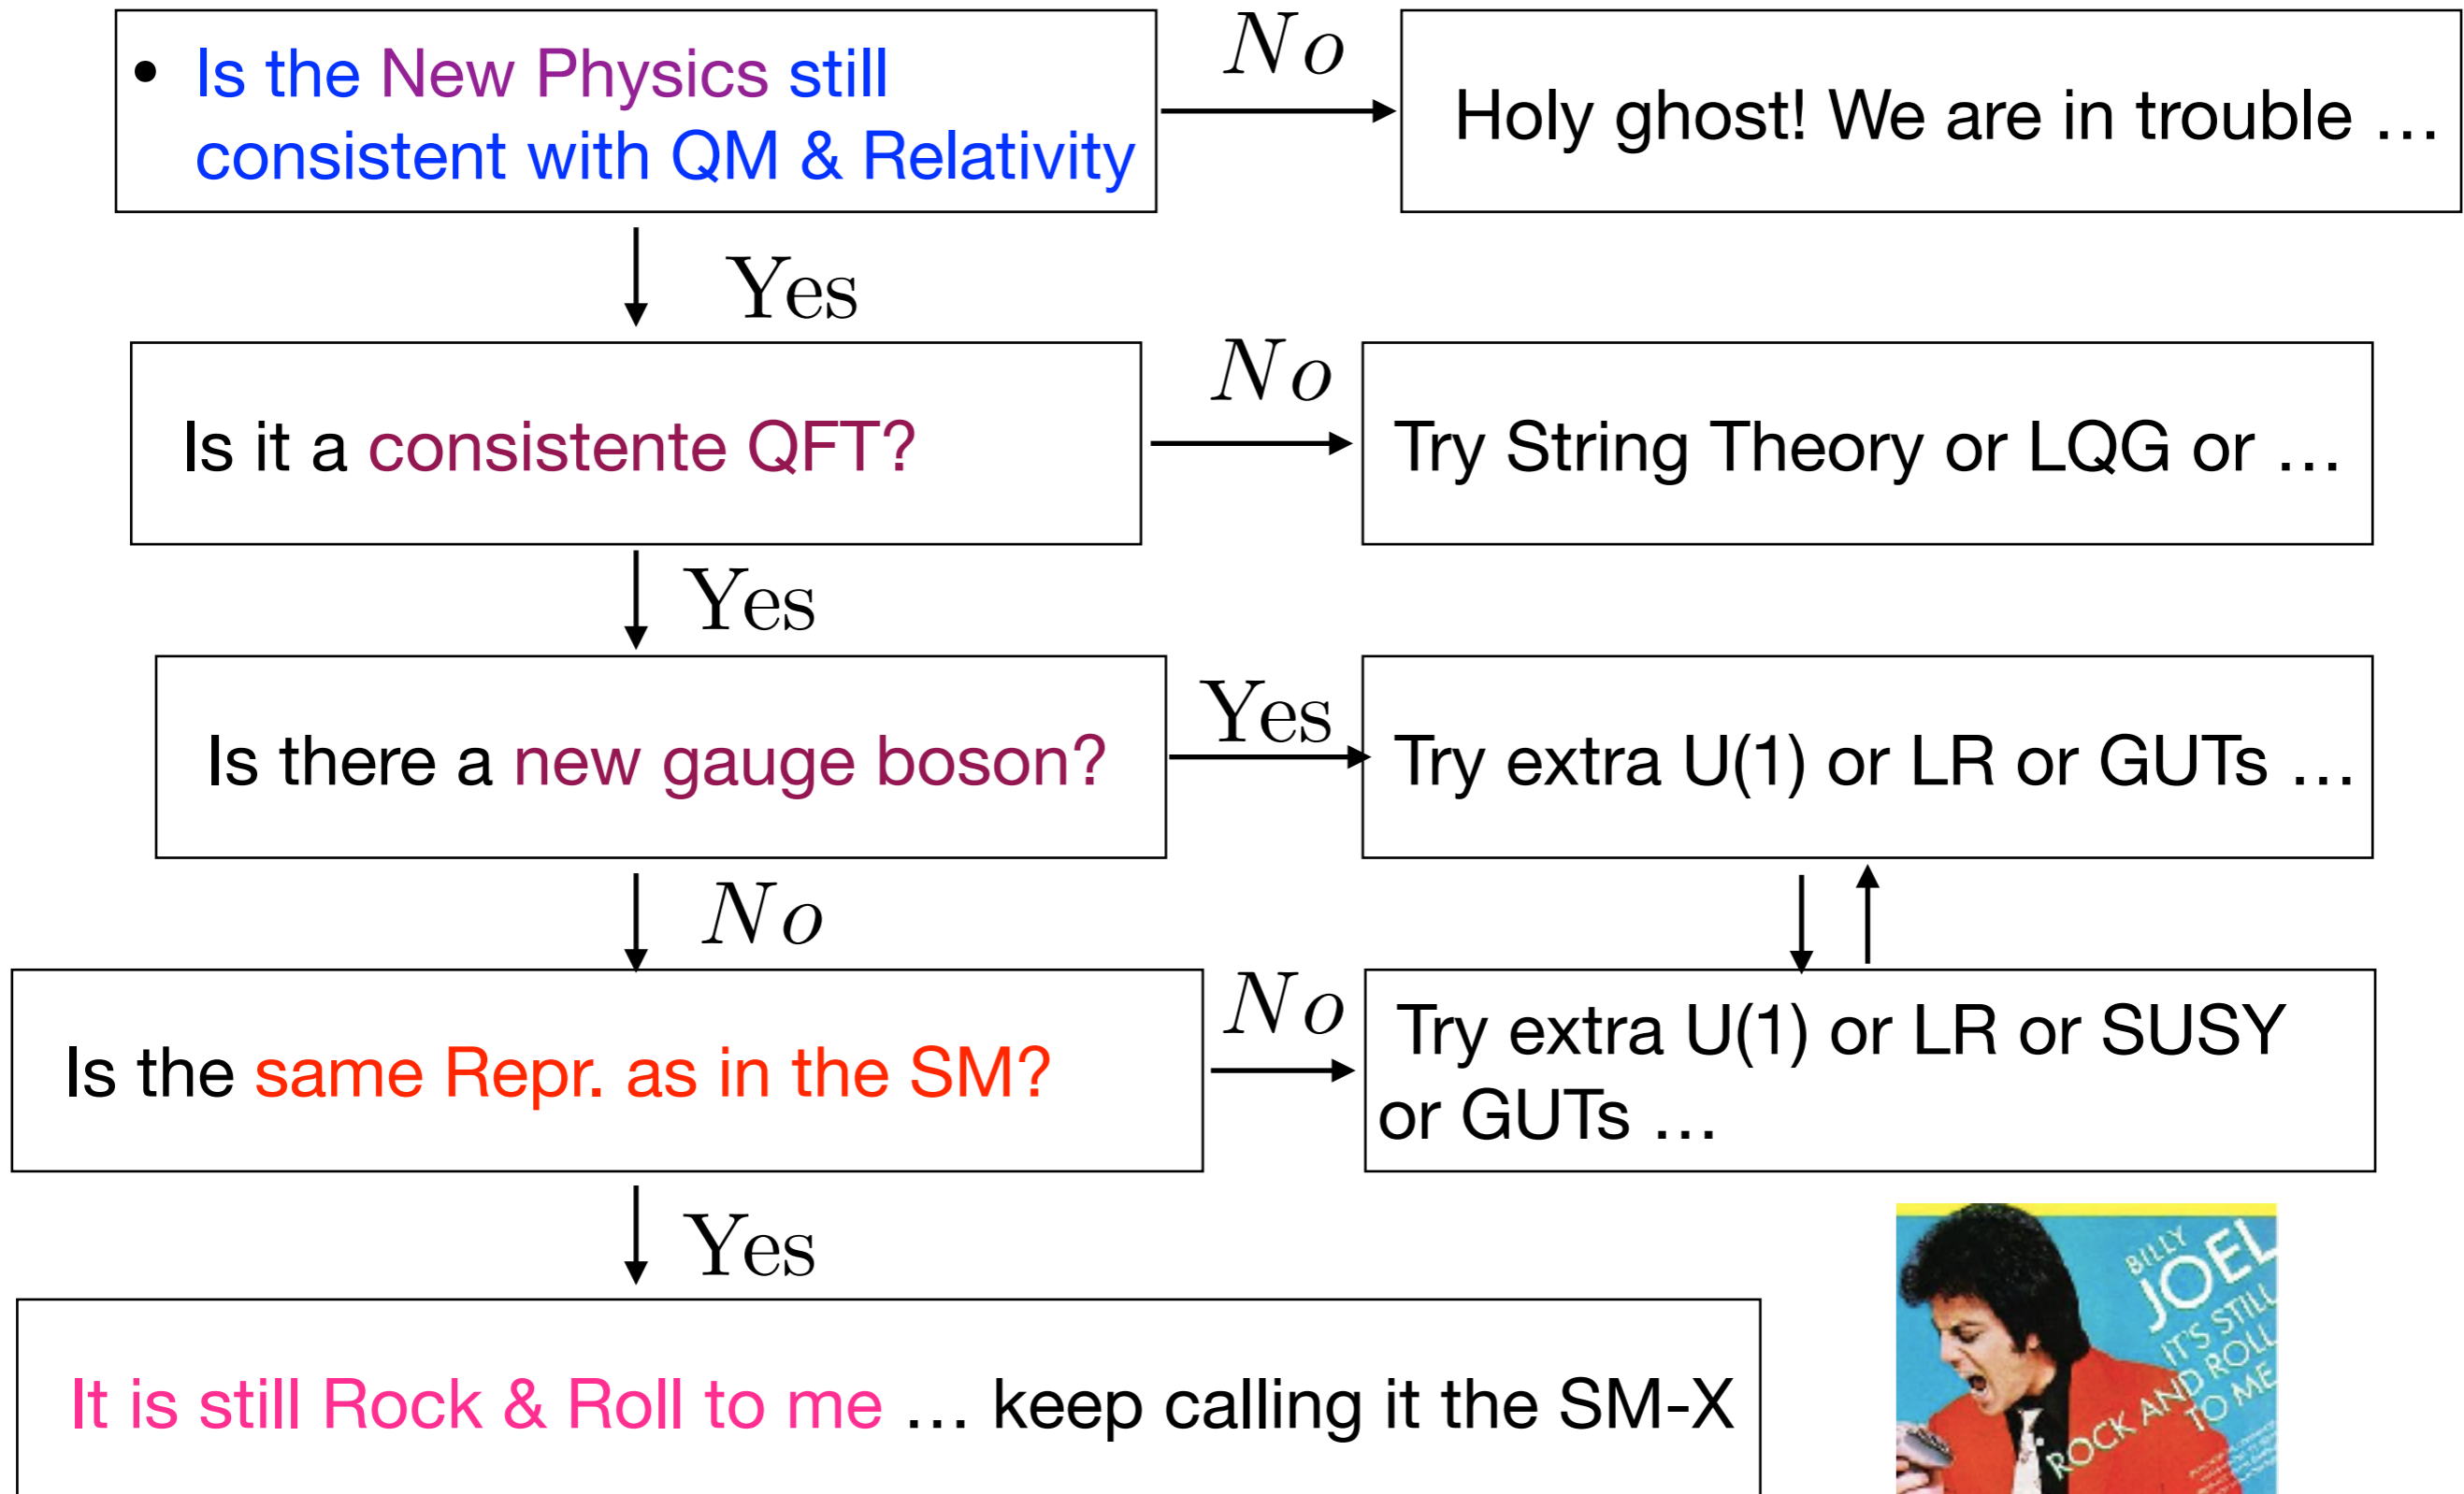 • Is the New Physics still
consistent with QM & Relativity
No
Holy ghost! We are in trouble …
Yes
Is it a consistente QFT?
No
Try String Theory or LQG or …
Yes
Is there a new gauge boson?
Yes
Try extra U(1) or LR or GUTs …
No
Is the same Repr. as in the SM?
No
Try extra U(1) or LR or SUSY
or GUTs …
Yes
It is still Rock & Roll to me … keep calling it the SM-X
BILLY
JOEL
IT'S STILL
ROCK AND ROLL
TO ME